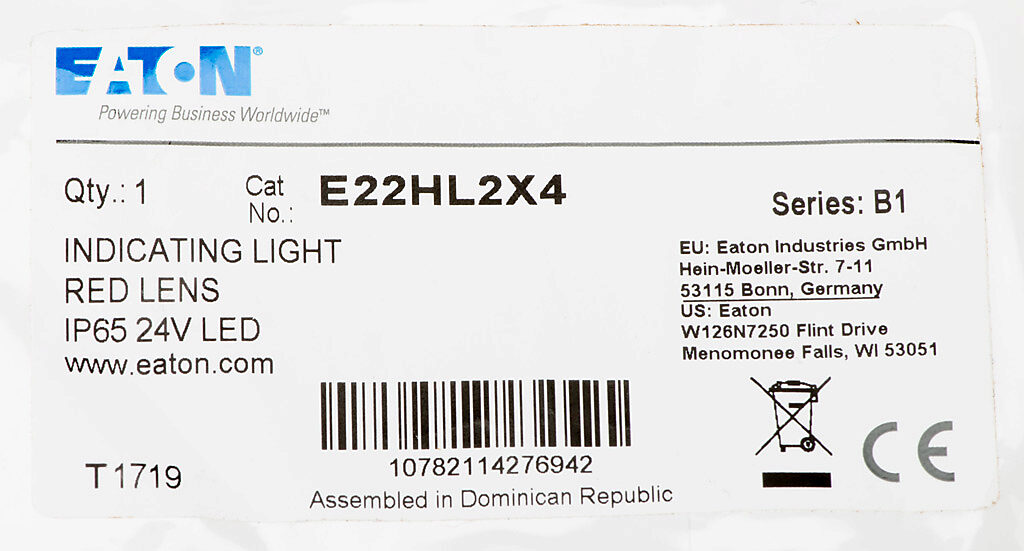 EATON®
Powering Business Worldwide™
Qty.: 1
Cat No.: E22HL2X4
Series: B1
INDICATING LIGHT
RED LENS
IP65 24V LED
www.eaton.com
EU: Eaton Industries GmbH
Hein-Moeller-Str. 7-11
53115 Bonn, Germany
US: Eaton
W126N7250 Flint Drive
Menomonee Falls, WI 53051
10782114276942
T1719
Assembled in Dominican Republic
CE